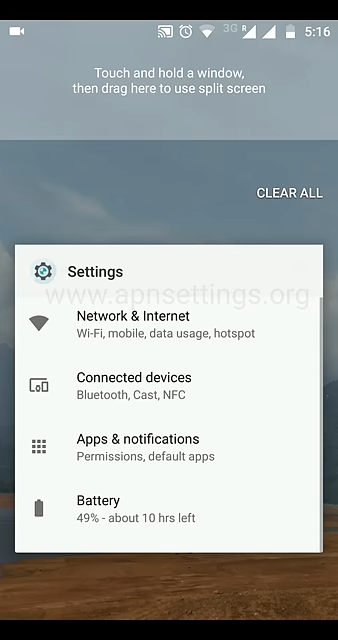 3G R 5:16
Touch and hold a window,
then drag here to use split screen
CLEAR ALL
Settings
www.apnsettings.org
Network & Internet
Wi-Fi, mobile, data usage, hotspot
Connected devices
Bluetooth, Cast, NFC
Apps & notifications
Permissions, default apps
Battery
49% - about 10 hrs left